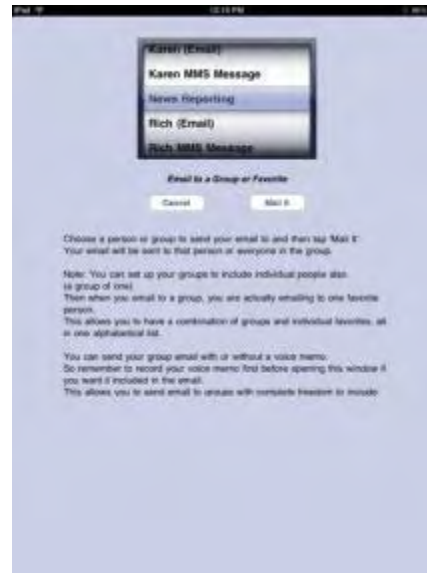 iPad
12:15 PM
Karen (Email)
Karen MMS Message
News Reporting
Rich (Email)
Rich MMS Message
Email to a Group or Favorite
Cancel
Mail It
Choose a person or group to send your email to and then tap 'Mail It'
Your email will be sent to that person or everyone in the group.
Note: You can set up your groups to include individual people also.
(a group of one)
Then when you email to a group, you are actually emailing to one favorite
person.
This allows you to have a combination of groups and individual favorites, all
in one alphabetical list.
You can send your group email with or without a voice memo.
So remember to record your voice memo first before opening this window if
you want it included in the email.
This allows you to send email to groups with complete freedom to include